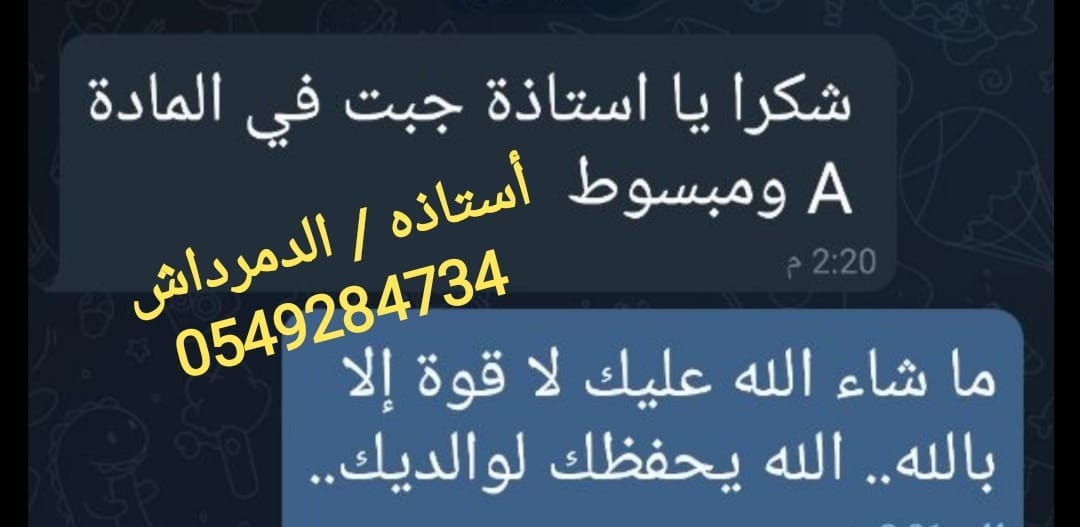 شكرا يا استاذة جبت في المادة
A ومبسوط
2:20 م
أستاذه / الدمرداش
0549284734
ما شاء الله عليك لا قوة إلا
بالله.. الله يحفظك لوالديك..